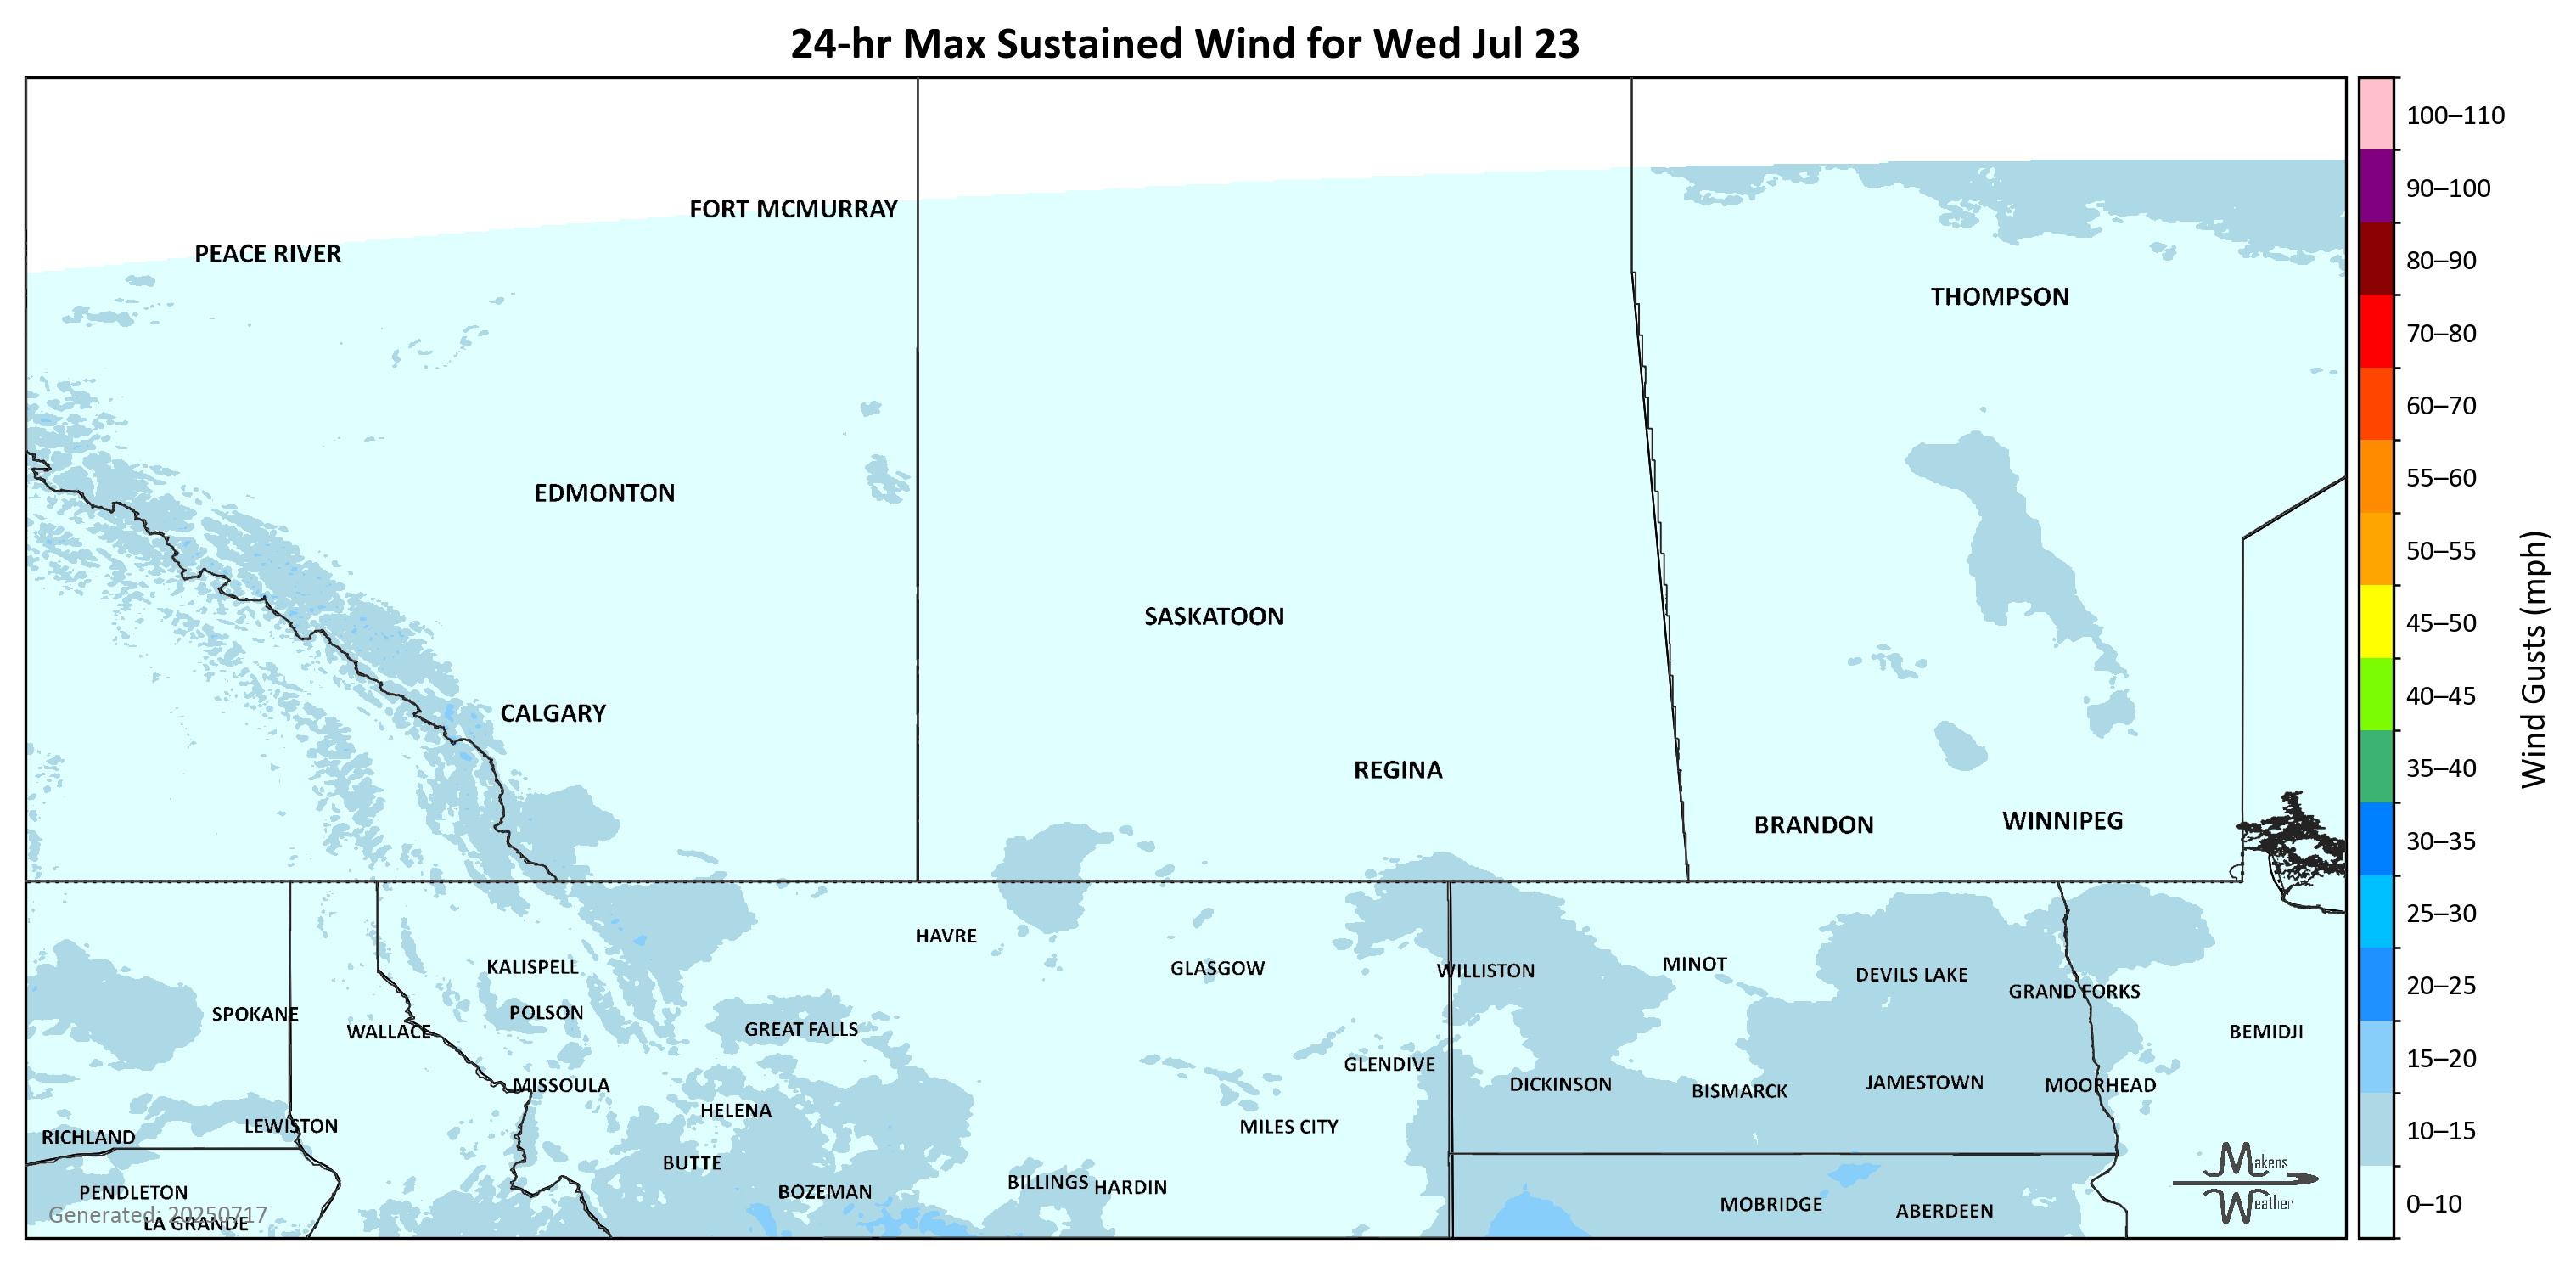 24-hr Max Sustained Wind for Wed Jul 23
100–110
90–100
80–90
70–80
60–70
55–60
50–55
45–50
40–45
35–40
30–35
25–30
20–25
15–20
10–15
0–10
Wind Gusts (mph)
FORT MCMURRAY
PEACE RIVER
THOMPSON
EDMONTON
SASKATOON
CALGARY
REGINA
BRANDON
WINNIPEG
HAVRE
KALISPELL
GLASGOW
WILLISTON
MINOT
DEVILS LAKE
GRAND FORKS
SPOKANE
POLSON
WALLACE
GREAT FALLS
BEMIDJI
GLENDIVE
MISSOULA
DICKINSON
BISMARCK
JAMESTOWN
MOORHEAD
HELENA
LEWISTON
MILES CITY
RICHLAND
BUTTE
BILLINGS
HARDIN
PENDLETON
BOZEMAN
MOBRIDGE
ABERDEEN
Generated: 20250717
LA GRANDE
Makens
Weather